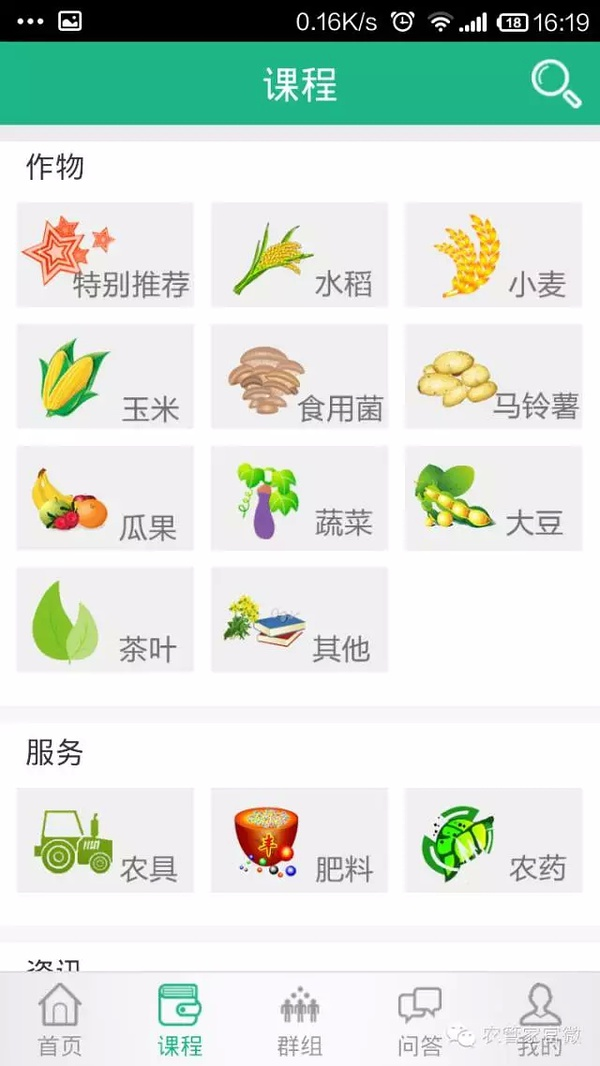 0.16K/s 18 16:19
课程
作物
特别推荐 水稻 小麦
玉米 食用菌 马铃薯
瓜果 蔬菜 大豆
茶叶 其他
服务
农具 肥料 农药
资讯
首页 课程 群组 问答 我的
农管家官微